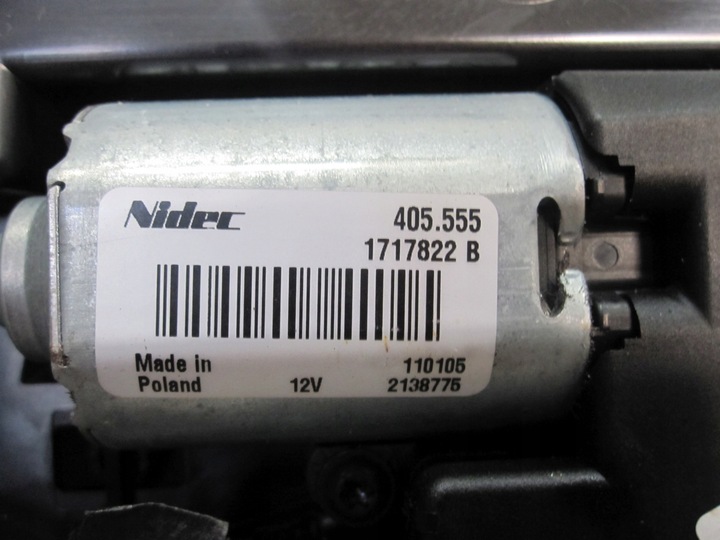 Nidec 405.555
1717822 B
Made in 110105
Poland 12V 2138775